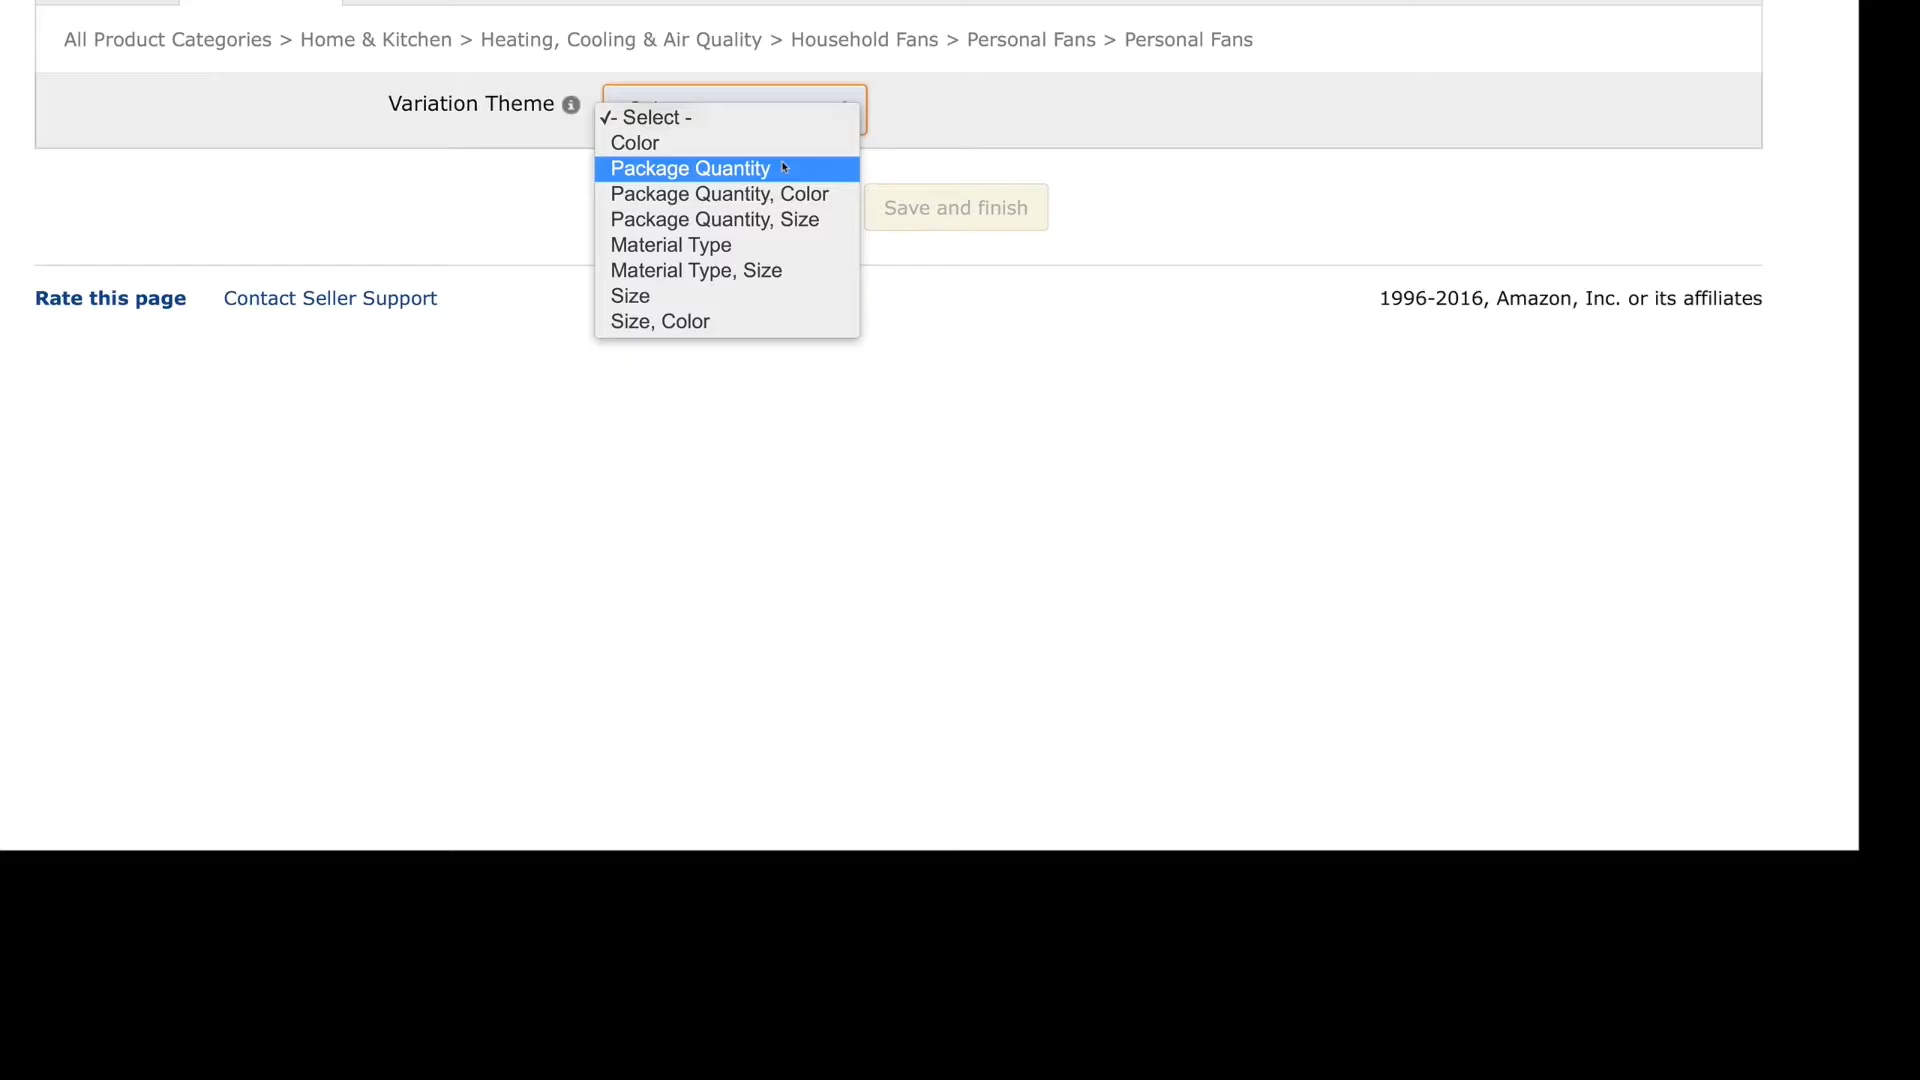 All Product Categories > Home & Kitchen > Heating, Cooling & Air Quality > Household Fans > Personal Fans > Personal Fans
Variation Theme
✓- Select -
Color
Package Quantity
Package Quantity, Color
Package Quantity, Size
Material Type
Material Type, Size
Size
Size, Color
Save and finish
Rate this page Contact Seller Support 1996-2016, Amazon, Inc. or its affiliates